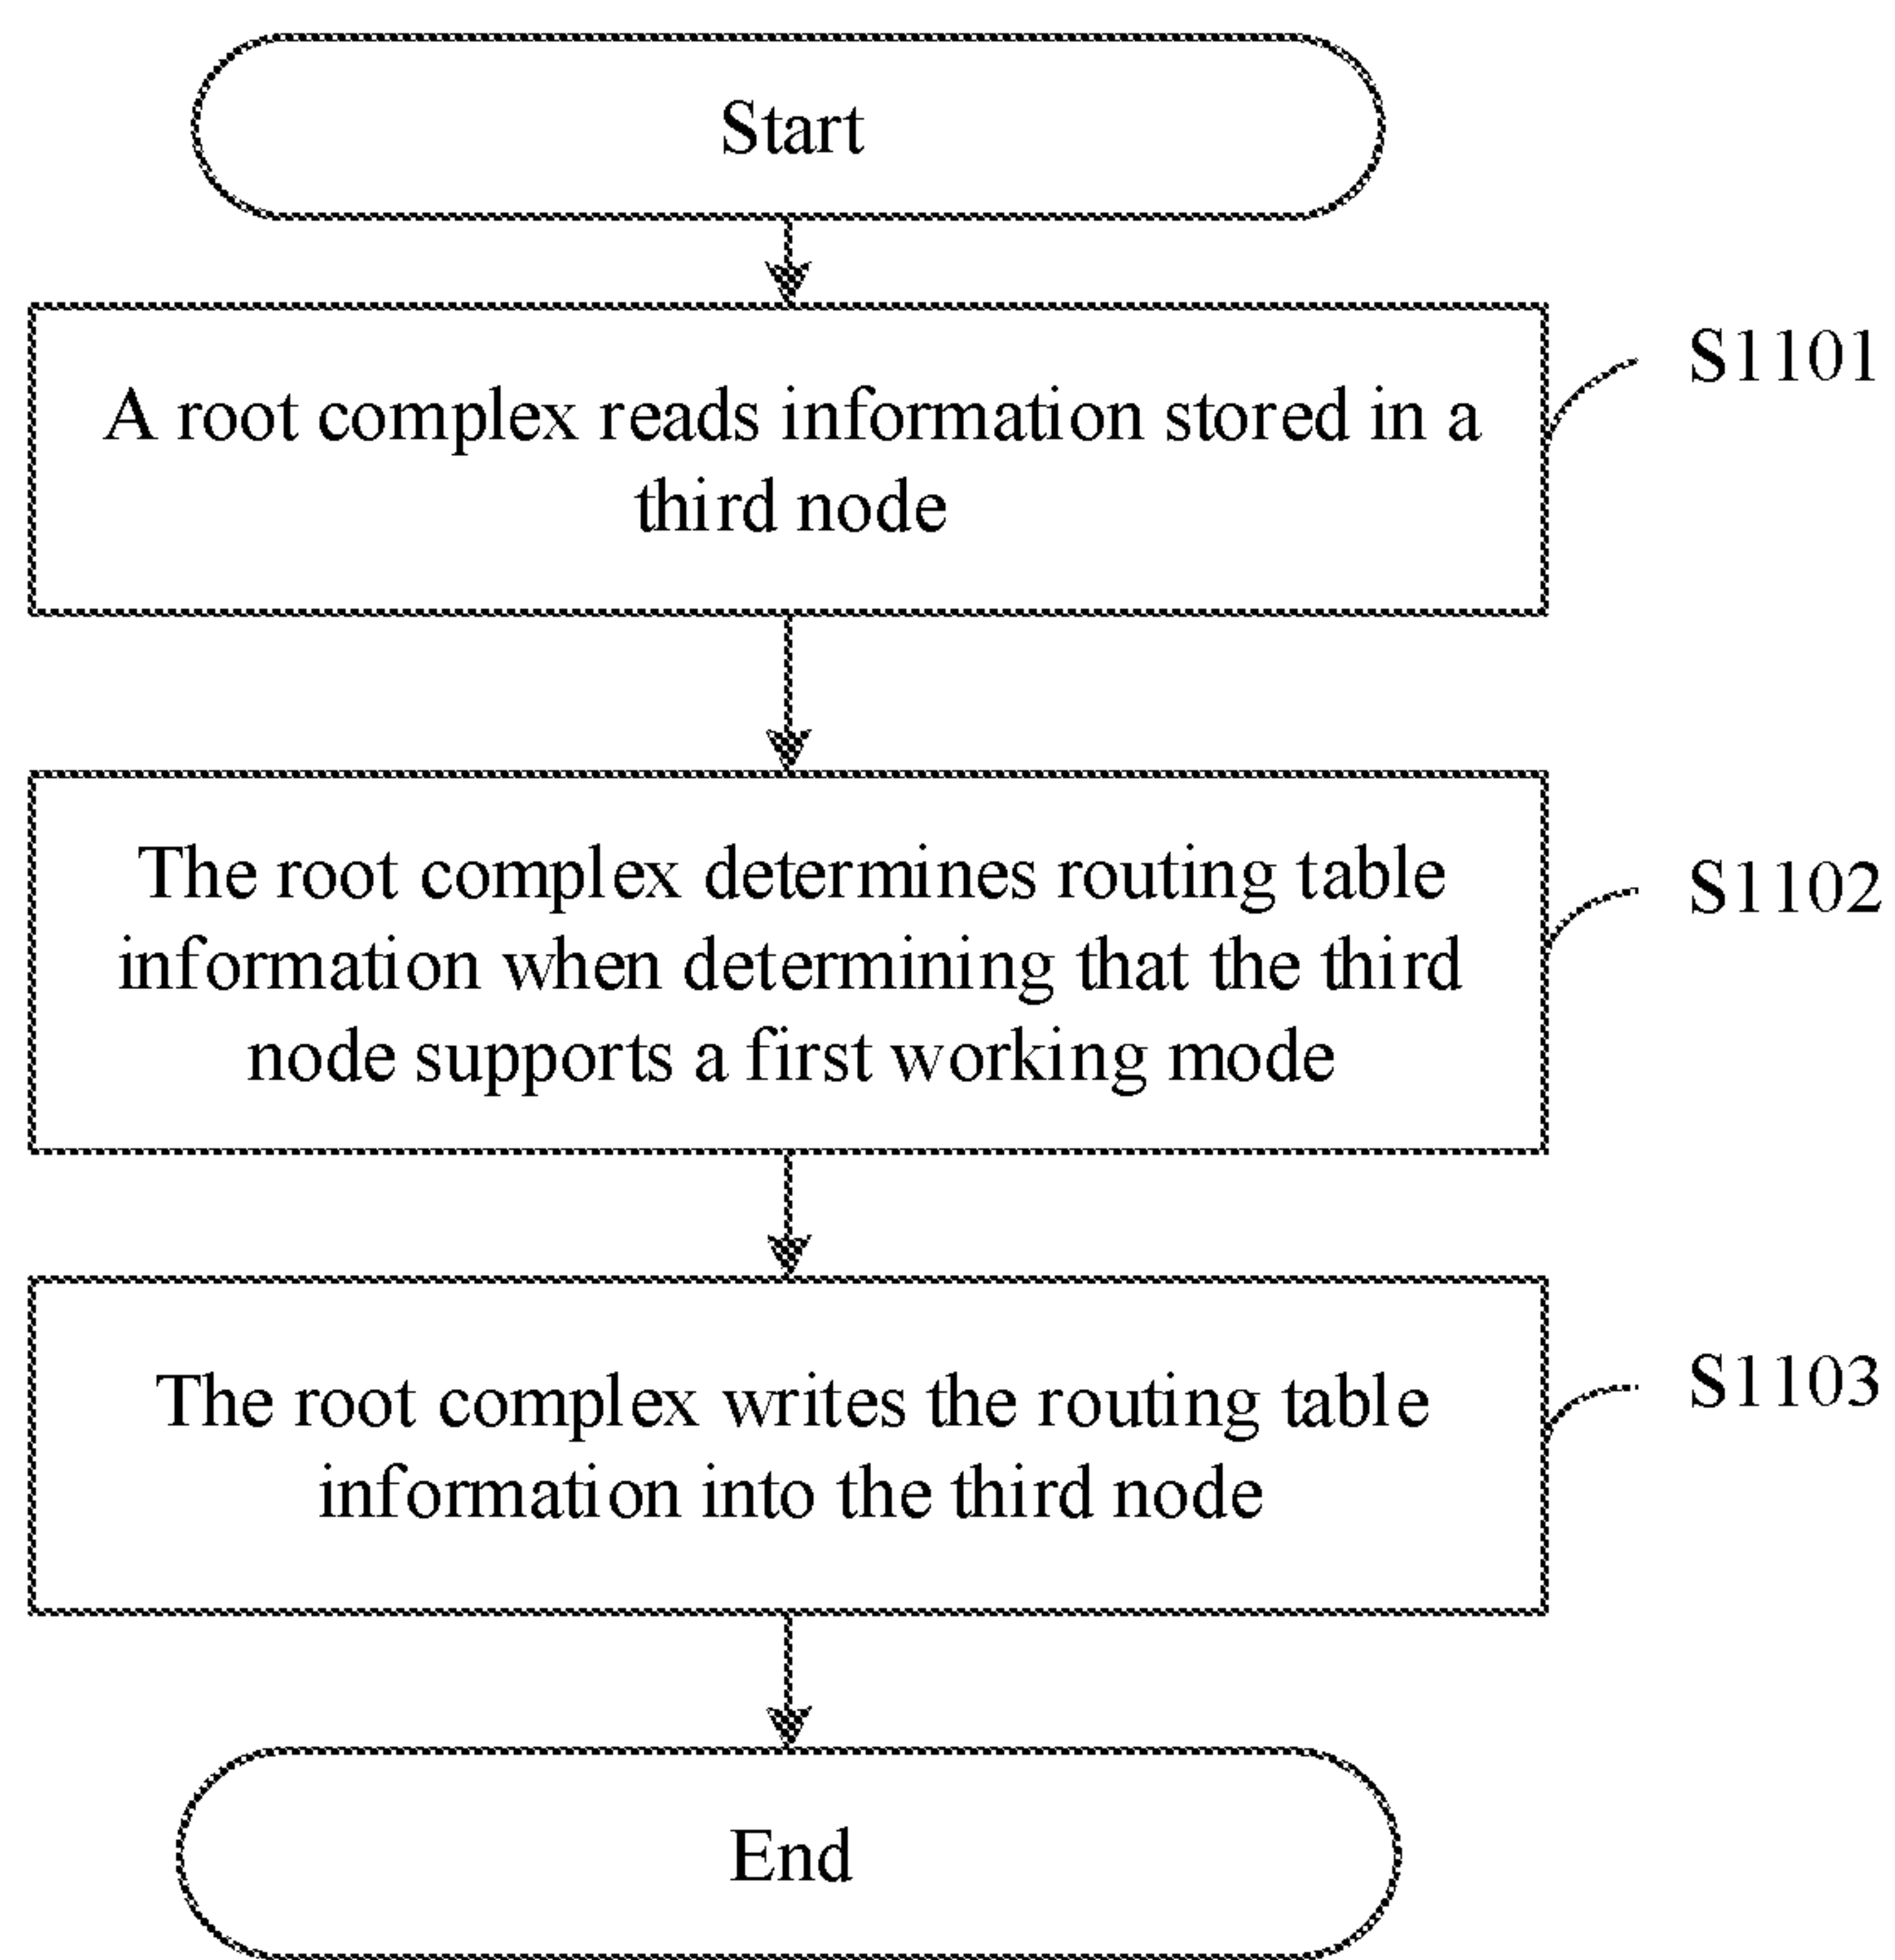 Start
A root complex reads information stored in a
third node
S1101
The root complex determines routing table
information when determining that the third
node supports a first working mode
S1102
The root complex writes the routing table
information into the third node
S1103
End